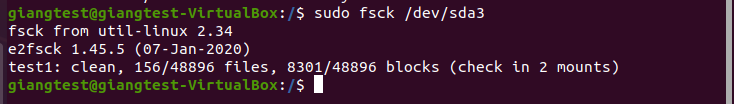 giangtest@giangtest-VirtualBox:/$ sudo fsck /dev/sda3
fsck from util-linux 2.34
e2fsck 1.45.5 (07-Jan-2020)
test1: clean, 156/48896 files, 8301/48896 blocks (check in 2 mounts)
giangtest@giangtest-VirtualBox:/$